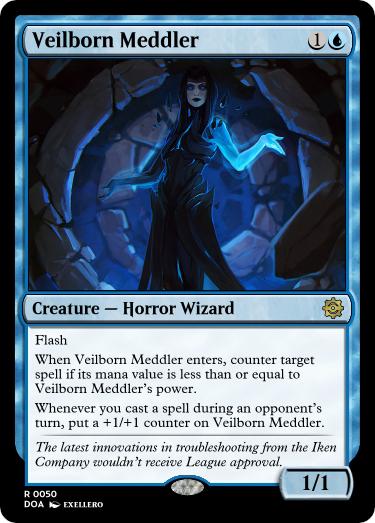 Veilborn Meddler 1
Creature — Horror Wizard
Flash
When Veilborn Meddler enters, counter target
spell if its mana value is less than or equal to
Veilborn Meddler's power.
Whenever you cast a spell during an opponent's
turn, put a +1/+1 counter on Veilborn Meddler.
The latest innovations in troubleshooting from the Iken
Company wouldn't receive League approval.
1/1
R 0050
DOA EXELLERO